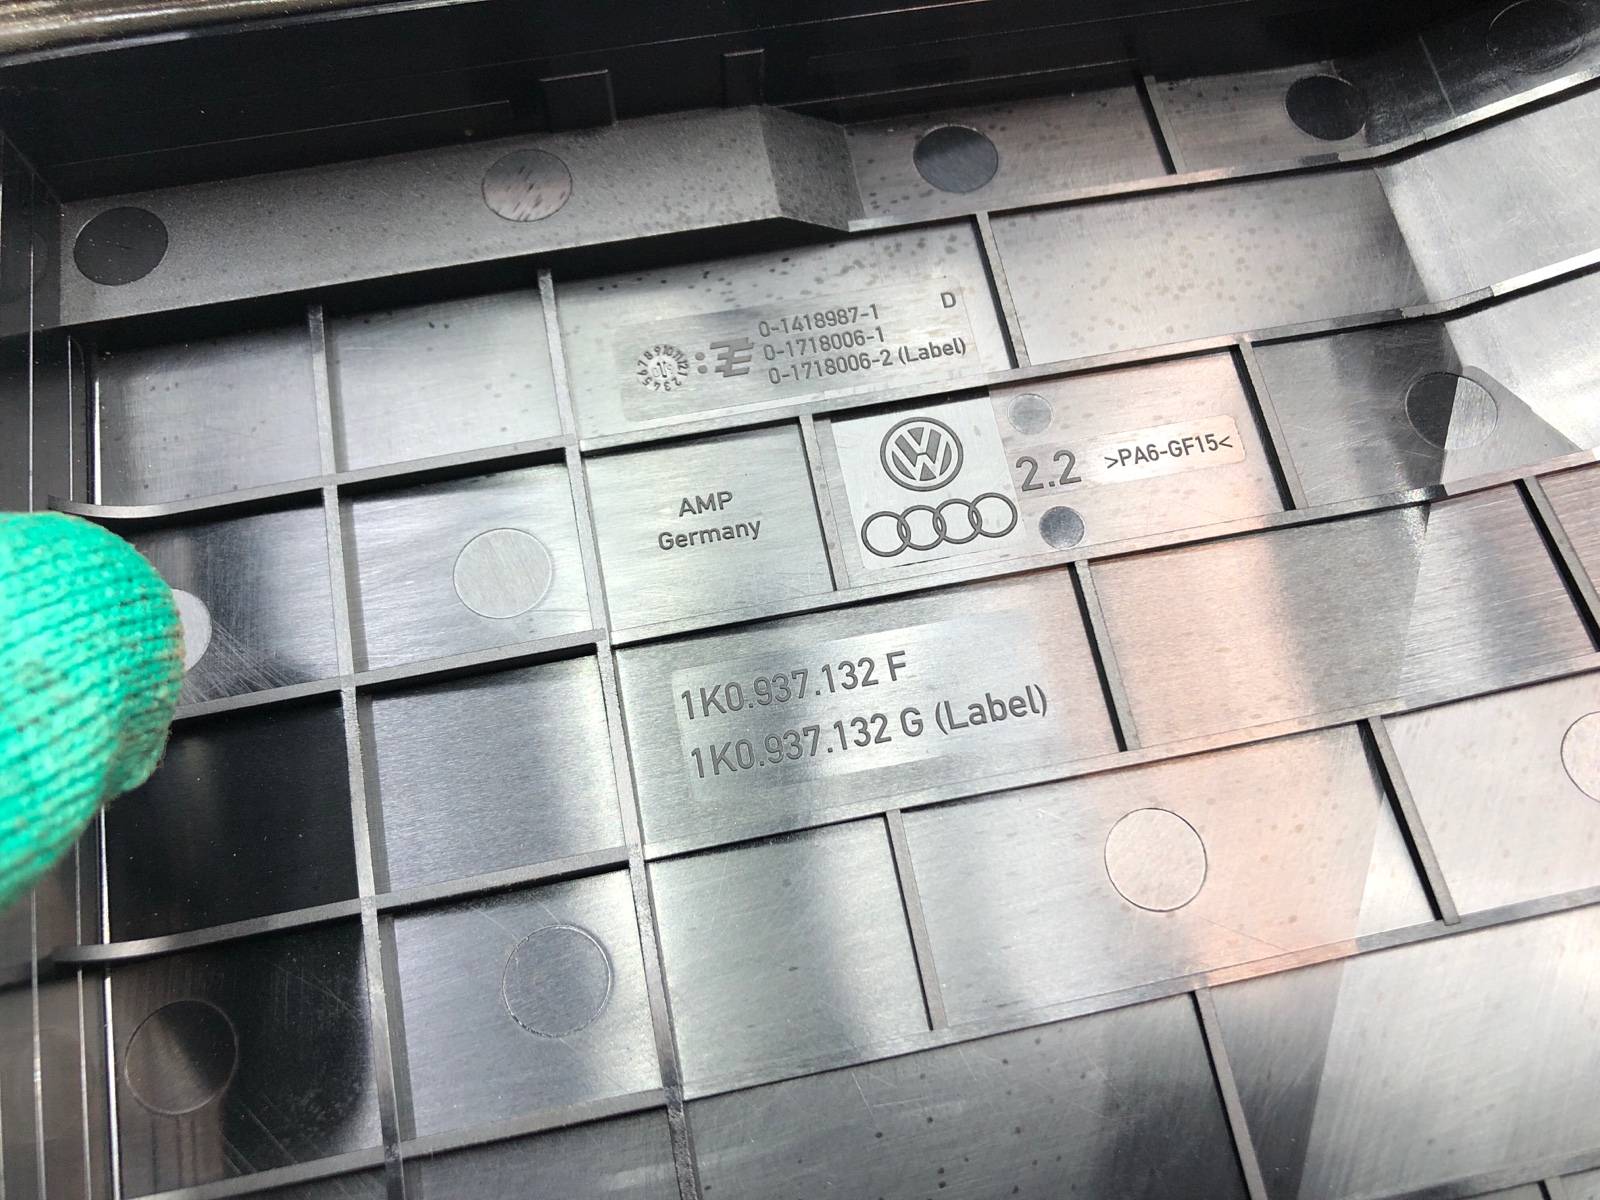 0-1418987-1
D
0-1718006-1
0-1718006-2 (Label)
AMP
Germany
2.2
>PA6-GF15<
1K0.937.132 F
1K0.937.132 G (Label)